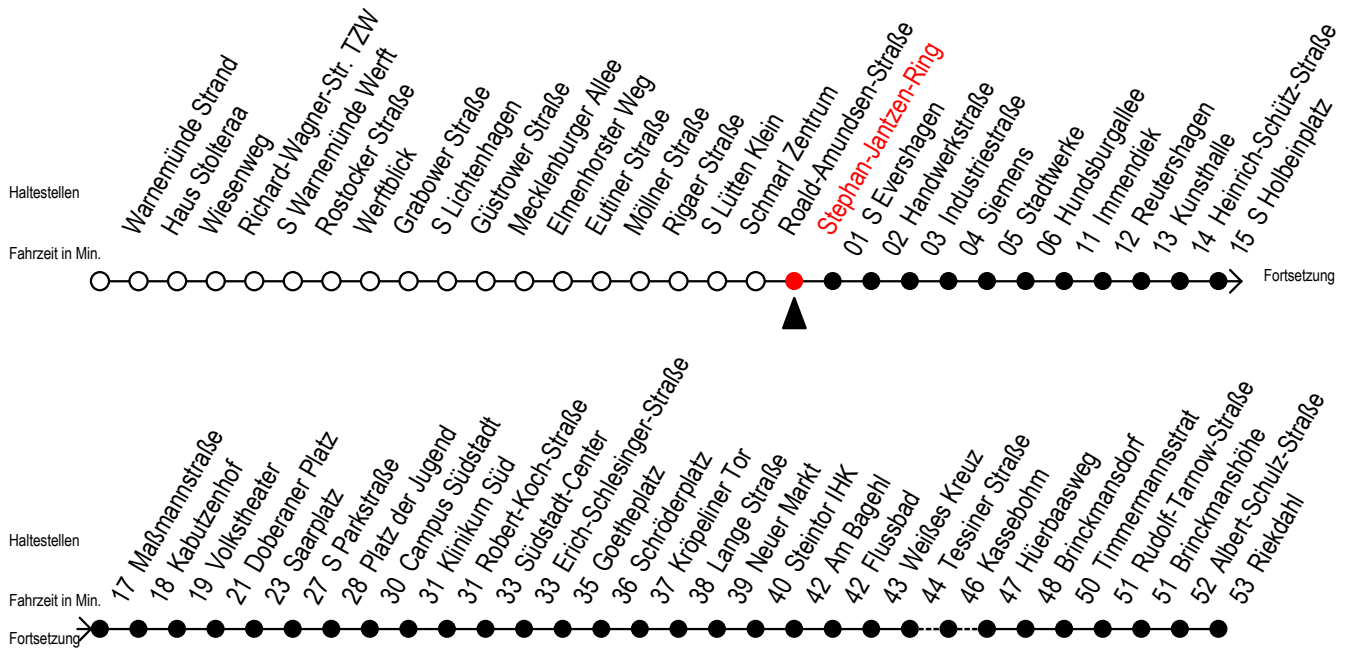 Haltestellen
Warnemünde Strand
Haus Stolteraa
Wiesenweg
Richard-Wagner-Str. TZW
S Warnemünde Werft
Rostocker Straße
Werftblick
Grabower Straße
S Lichtenhagen
Güstrower Straße
Mecklenburger Allee
Elmenhorster Weg
Eutiner Straße
Möllner Straße
Rigaer Straße
S Lütten Klein
Schmarl Zentrum
Roald-Amundsen-Straße
Stephan-Jantzen-Ring
01 S Evershagen
02 Handwerkstraße
03 Industriestraße
04 Siemens
05 Stadtwerke
06 Hundsburgallee
11 Immendiek
12 Reutershagen
13 Kunsthalle
14 Heinrich-Schütz-Straße
15 S Holbeinplatz
Fahrzeit in Min.
Fortsetzung
Haltestellen
17 Maßmannstraße
18 Kabutzenhof
19 Volkstheater
21 Doberaner Platz
23 Saarplatz
27 S Parkstraße
28 Platz der Jugend
30 Campus Südstadt
31 Klinikum Süd
31 Robert-Koch-Straße
33 Südstadt-Center
33 Erich-Schlesinger-Straße
35 Goetheplatz
36 Schröderplatz
37 Kröpeliner Tor
38 Lange Straße
39 Neuer Markt
40 Steintor IHK
42 Am Bagehl
42 Flussbad
43 Weißes Kreuz
44 Tessiner Straße
46 Kassebohm
47 Hüerbaasweg
48 Brinckmansdorf
50 Timmermannsstrat
51 Rudolf-Tarnow-Straße
51 Brinckmanshöhe
52 Albert-Schulz-Straße
53 Riekdahl
Fahrzeit in Min.
Fortsetzung